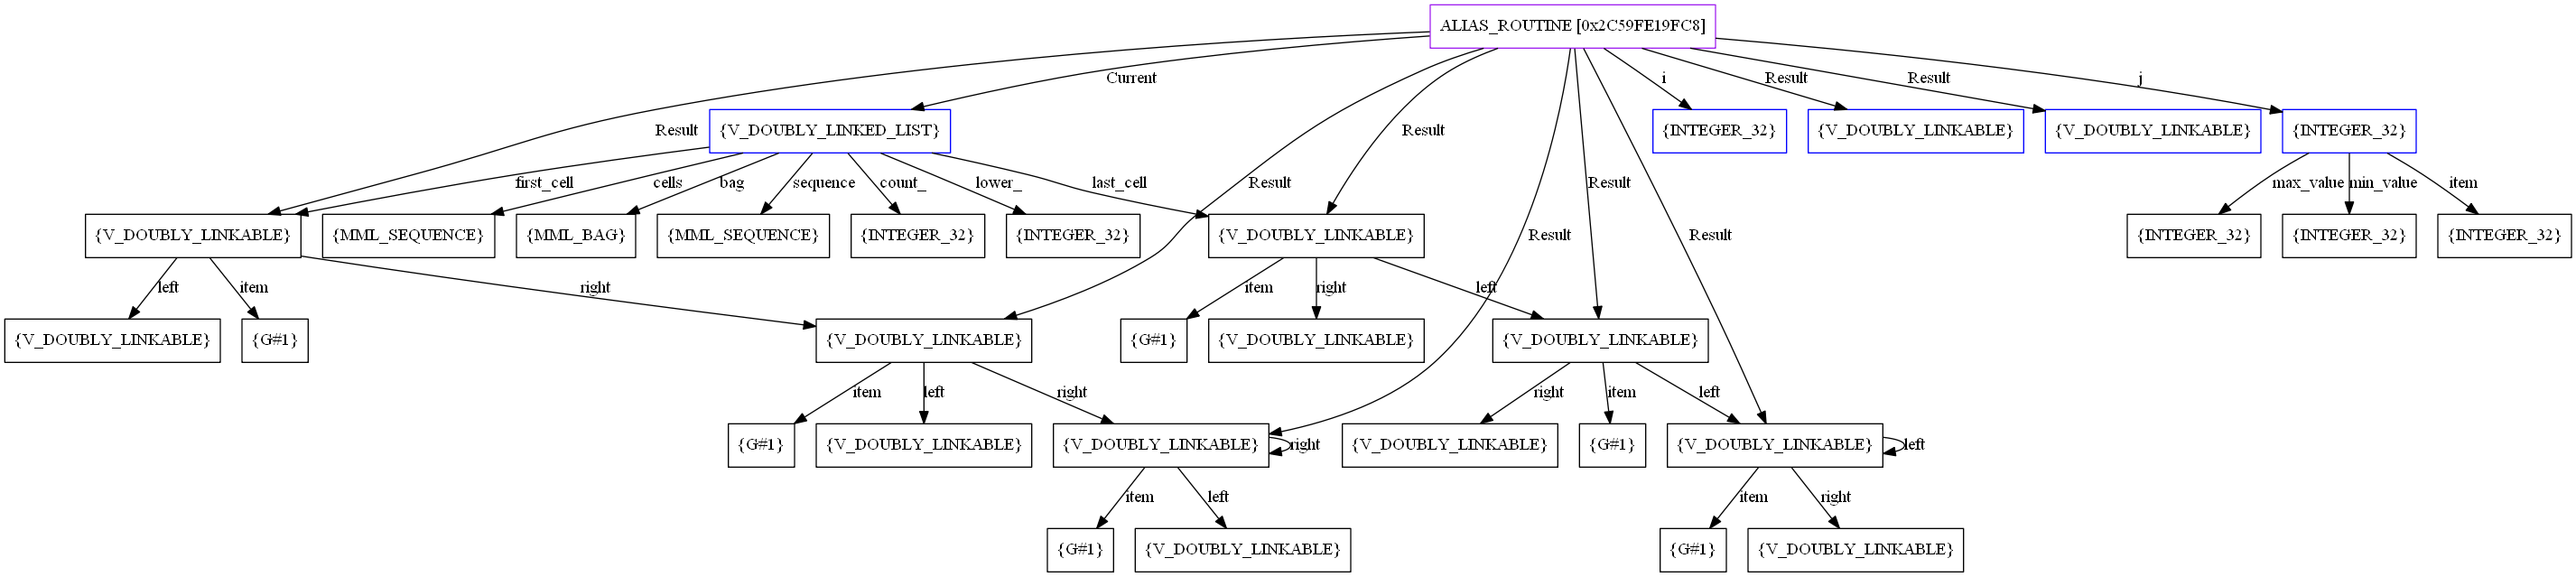 ALIAS_ROUTINE [0x2C59FE19FC8]
Current
i
Result
Result
j
Result
{V_DOUBLY_LINKED_LIST}
Result
{INTEGER_32}
{V_DOUBLY_LINKABLE}
{V_DOUBLY_LINKABLE}
{INTEGER_32}
first_cell
cells
bag
sequence
count_
lower_
last_cell
Result
Result
max_value
min_value
item
{V_DOUBLY_LINKABLE}
{MML_SEQUENCE}
{MML_BAG}
{MML_SEQUENCE}
{INTEGER_32}
{INTEGER_32}
{V_DOUBLY_LINKABLE}
Result
Result
{INTEGER_32}
{INTEGER_32}
{INTEGER_32}
left
item
right
item
right
left
{V_DOUBLY_LINKABLE}
{G#1}
{V_DOUBLY_LINKABLE}
{G#1}
{V_DOUBLY_LINKABLE}
{V_DOUBLY_LINKABLE}
item
left
right
right
item
left
{G#1}
{V_DOUBLY_LINKABLE}
{V_DOUBLY_LINKABLE}
right
{V_DOUBLY_LINKABLE}
{G#1}
{V_DOUBLY_LINKABLE}
left
item
left
item
right
{G#1}
{V_DOUBLY_LINKABLE}
{G#1}
{V_DOUBLY_LINKABLE}